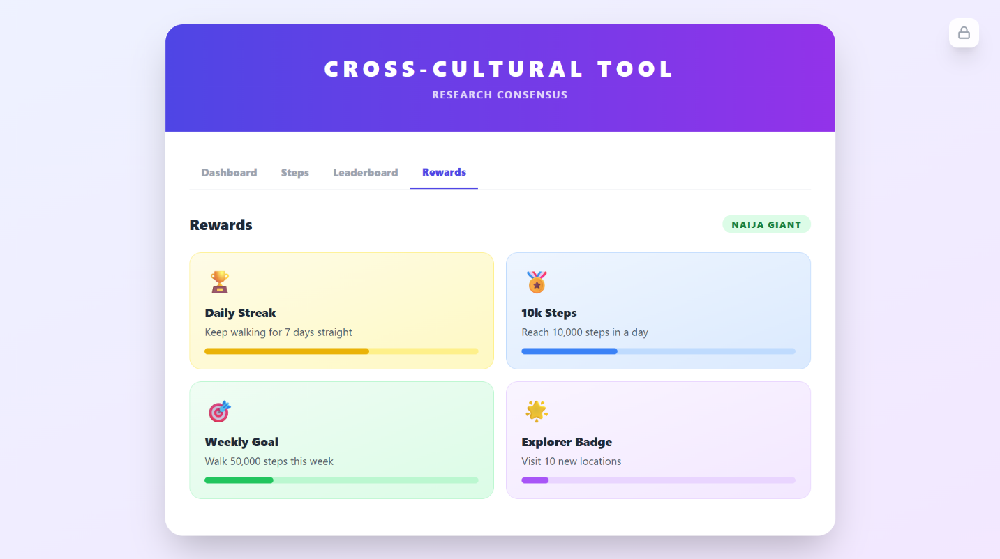 CROSS-CULTURAL TOOL
RESEARCH CONSENSUS
Dashboard Steps Leaderboard Rewards
Rewards
NAIJA GIANT
Daily Streak
Keep walking for 7 days straight
10k Steps
Reach 10,000 steps in a day
Weekly Goal
Walk 50,000 steps this week
Explorer Badge
Visit 10 new locations